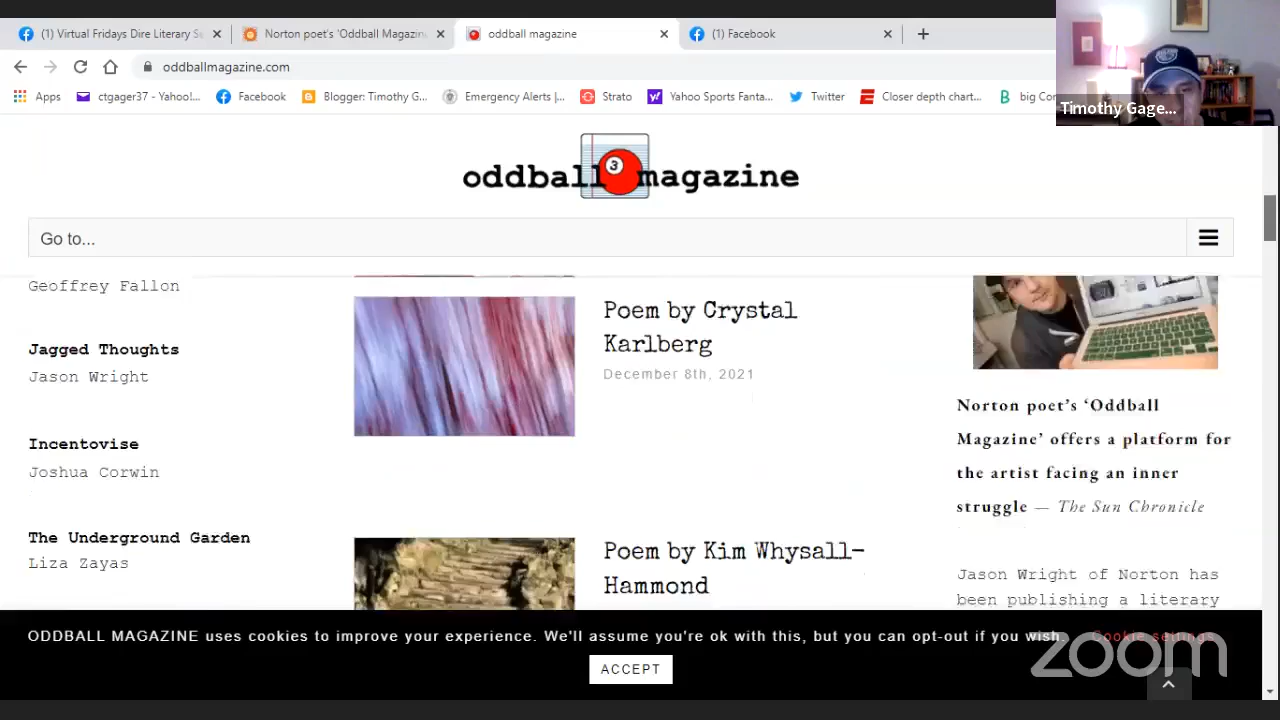 (1) Virtual Fridays Dire Literary Se
Norton poet's 'Oddball Magazin
oddball magazine
(1) Facebook
oddballmagazine.com
Apps
ctgager37 - Yahoo!...
Facebook
Blogger: Timothy G...
Emergency Alerts |...
Strato
Yahoo Sports Fanta...
Twitter
Closer depth chart...
big Con
Timothy Gage...
oddball 3 magazine
Go to...
Geoffrey Fallon
Jagged Thoughts
Jason Wright
Incentovise
Joshua Corwin
The Underground Garden
Liza Zayas
Poem by Crystal
Karlberg
December 8th, 2021
Poem by Kim Whysall-
Hammond
Norton poet's 'Oddball
Magazine' offers a platform for
the artist facing an inner
struggle — The Sun Chronicle
Jason Wright of Norton has
been publishing a literary
ODDBALL MAGAZINE uses cookies to improve your experience. We'll assume you're ok with this, but you can opt-out if you wish. Cookie settings
ACCEPT
zoom